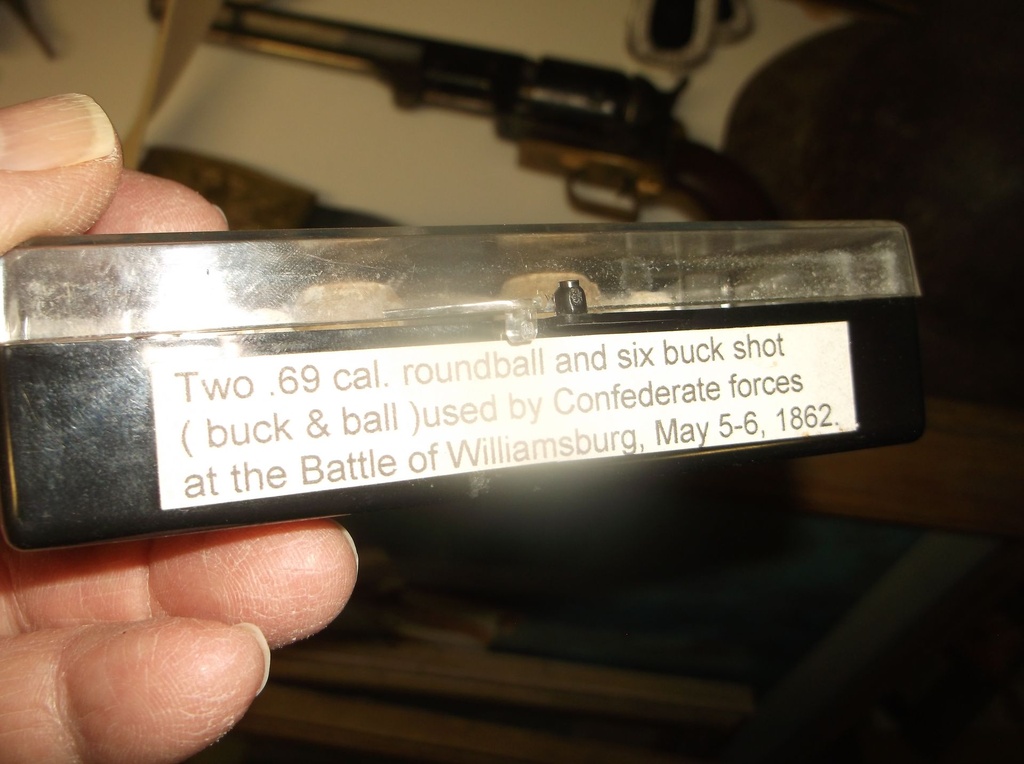 Two .69 cal. roundball and six buck shot
( buck & ball )used by Confederate forces
at the Battle of Williamsburg, May 5-6, 1862.